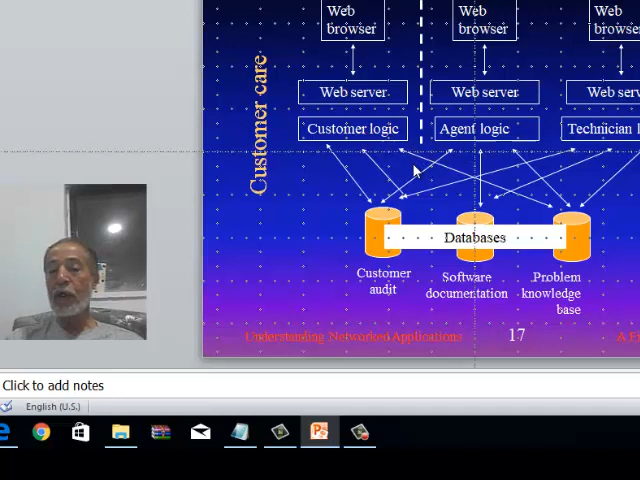 Web
browser
Web
browser
Web
browser
Customer care
Web server
Web server
Web serv
Customer logic
Agent logic
Technician l
Databases
Customer
audit
Software
documentation
Problem
knowledge
base
Understanding Networked Applications
17
A Fi
Click to add notes
English (U.S.)